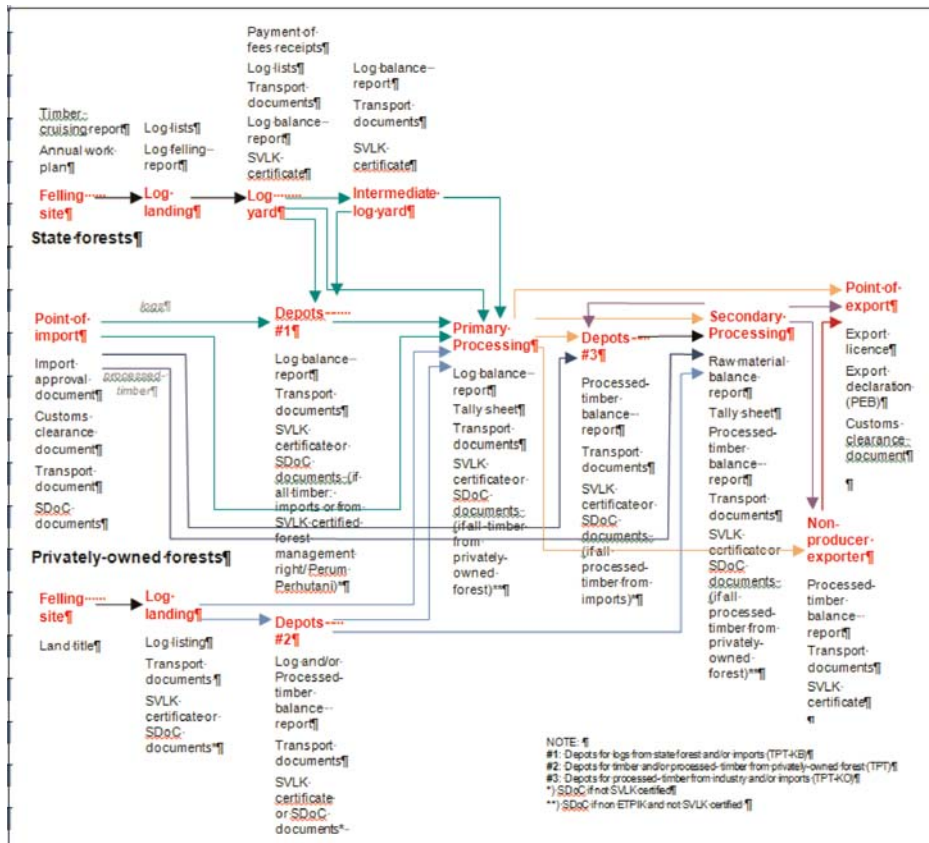 Timber cruising report¶
Annual work plan¶
Felling site¶
Log lists¶
Log felling report¶
Log landing¶
Payment of fees receipts¶
Log lists¶
Transport documents¶
Log balance report¶
SVLK certificate¶
Log yard¶
Log balance report¶
Transport documents¶
SVLK certificate¶
Intermediate log yard¶
State forests¶
Point of import¶
logs¶
processed timber¶
Import approval document¶
Customs clearance document¶
Transport document¶
SDoC documents¶
Depots #1¶
Log balance report¶
Transport documents¶
SVLK certificate or SDoC documents (if all timber: imports or from SVLK certified forest management right/ Perum Perhutani)*¶
Primary Processing¶
Log balance report¶
Tally sheet¶
Transport documents¶
SVLK certificate or SDoC documents (if all timber from privately-owned forest)**¶
Depots #3¶
Processed timber balance report¶
Transport documents¶
SVLK certificate or SDoC documents (if all processed timber from imports)*¶
Secondary Processing¶
Raw material balance report¶
Tally sheet¶
Processed timber balance report¶
Transport documents¶
SVLK certificate or SDoC documents (if all processed timber from privately-owned forest)**¶
Point of export¶
Export licence¶
Export declaration (PEB)¶
Customs clearance document¶
¶
Non-producer exporter¶
Processed timber balance report¶
Transport documents¶
SVLK certificate¶
¶
Privately-owned forests¶
Felling site¶
Land title¶
Log landing¶
Log listing¶
Transport documents¶
SVLK certificate or SDoC documents*¶
Depots #2¶
Log and/or Processed timber balance report¶
Transport documents¶
SVLK certificate or SDoC documents*
NOTE: ¶
#1: Depots for logs from state forest and/or imports (TPT-KB)¶
#2: Depots for timber and/or processed timber from privately-owned forest (TPT)¶
#3: Depots for processed timber from industry and/or imports (TPT-KO)¶
*) SDoC if not SVLK certified¶
**) SDoC if non ETPIK and not SVLK certified ¶